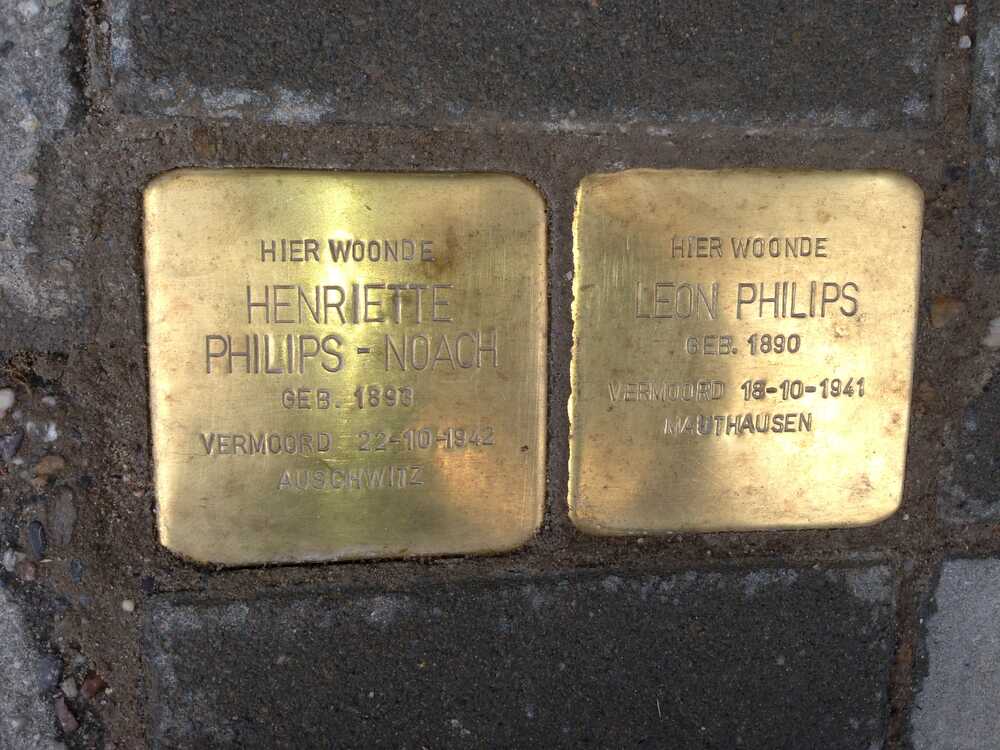 HIER WOONDE
HENRIETTE
PHILIPS - NOACH
GEB. 1893
VERMOORD 22-10-1942
AUSCHWITZ
HIER WOONDE
LEON PHILIPS
GEB. 1890
VERMOORD 18-10-1941
MAUTHAUSEN